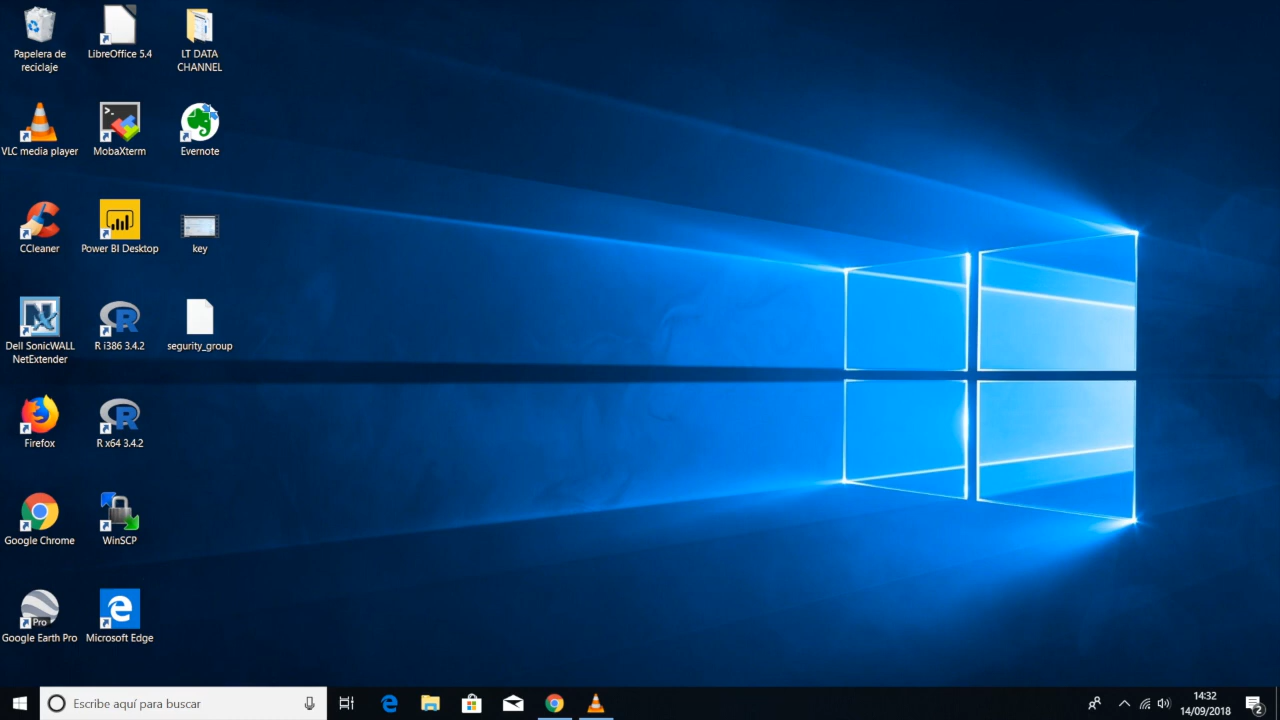 Papelera de
reciclaje
LibreOffice 5.4
LT DATA
CHANNEL
VLC media player
MobaXterm
Evernote
CCleaner
Power BI Desktop
key
Dell SonicWALL
NetExtender
R i386 3.4.2
segurity_group
Firefox
R x64 3.4.2
Google Chrome
WinSCP
Pro
Google Earth Pro
Microsoft Edge
Escribe aquí para buscar
14:32
14/09/2018
2